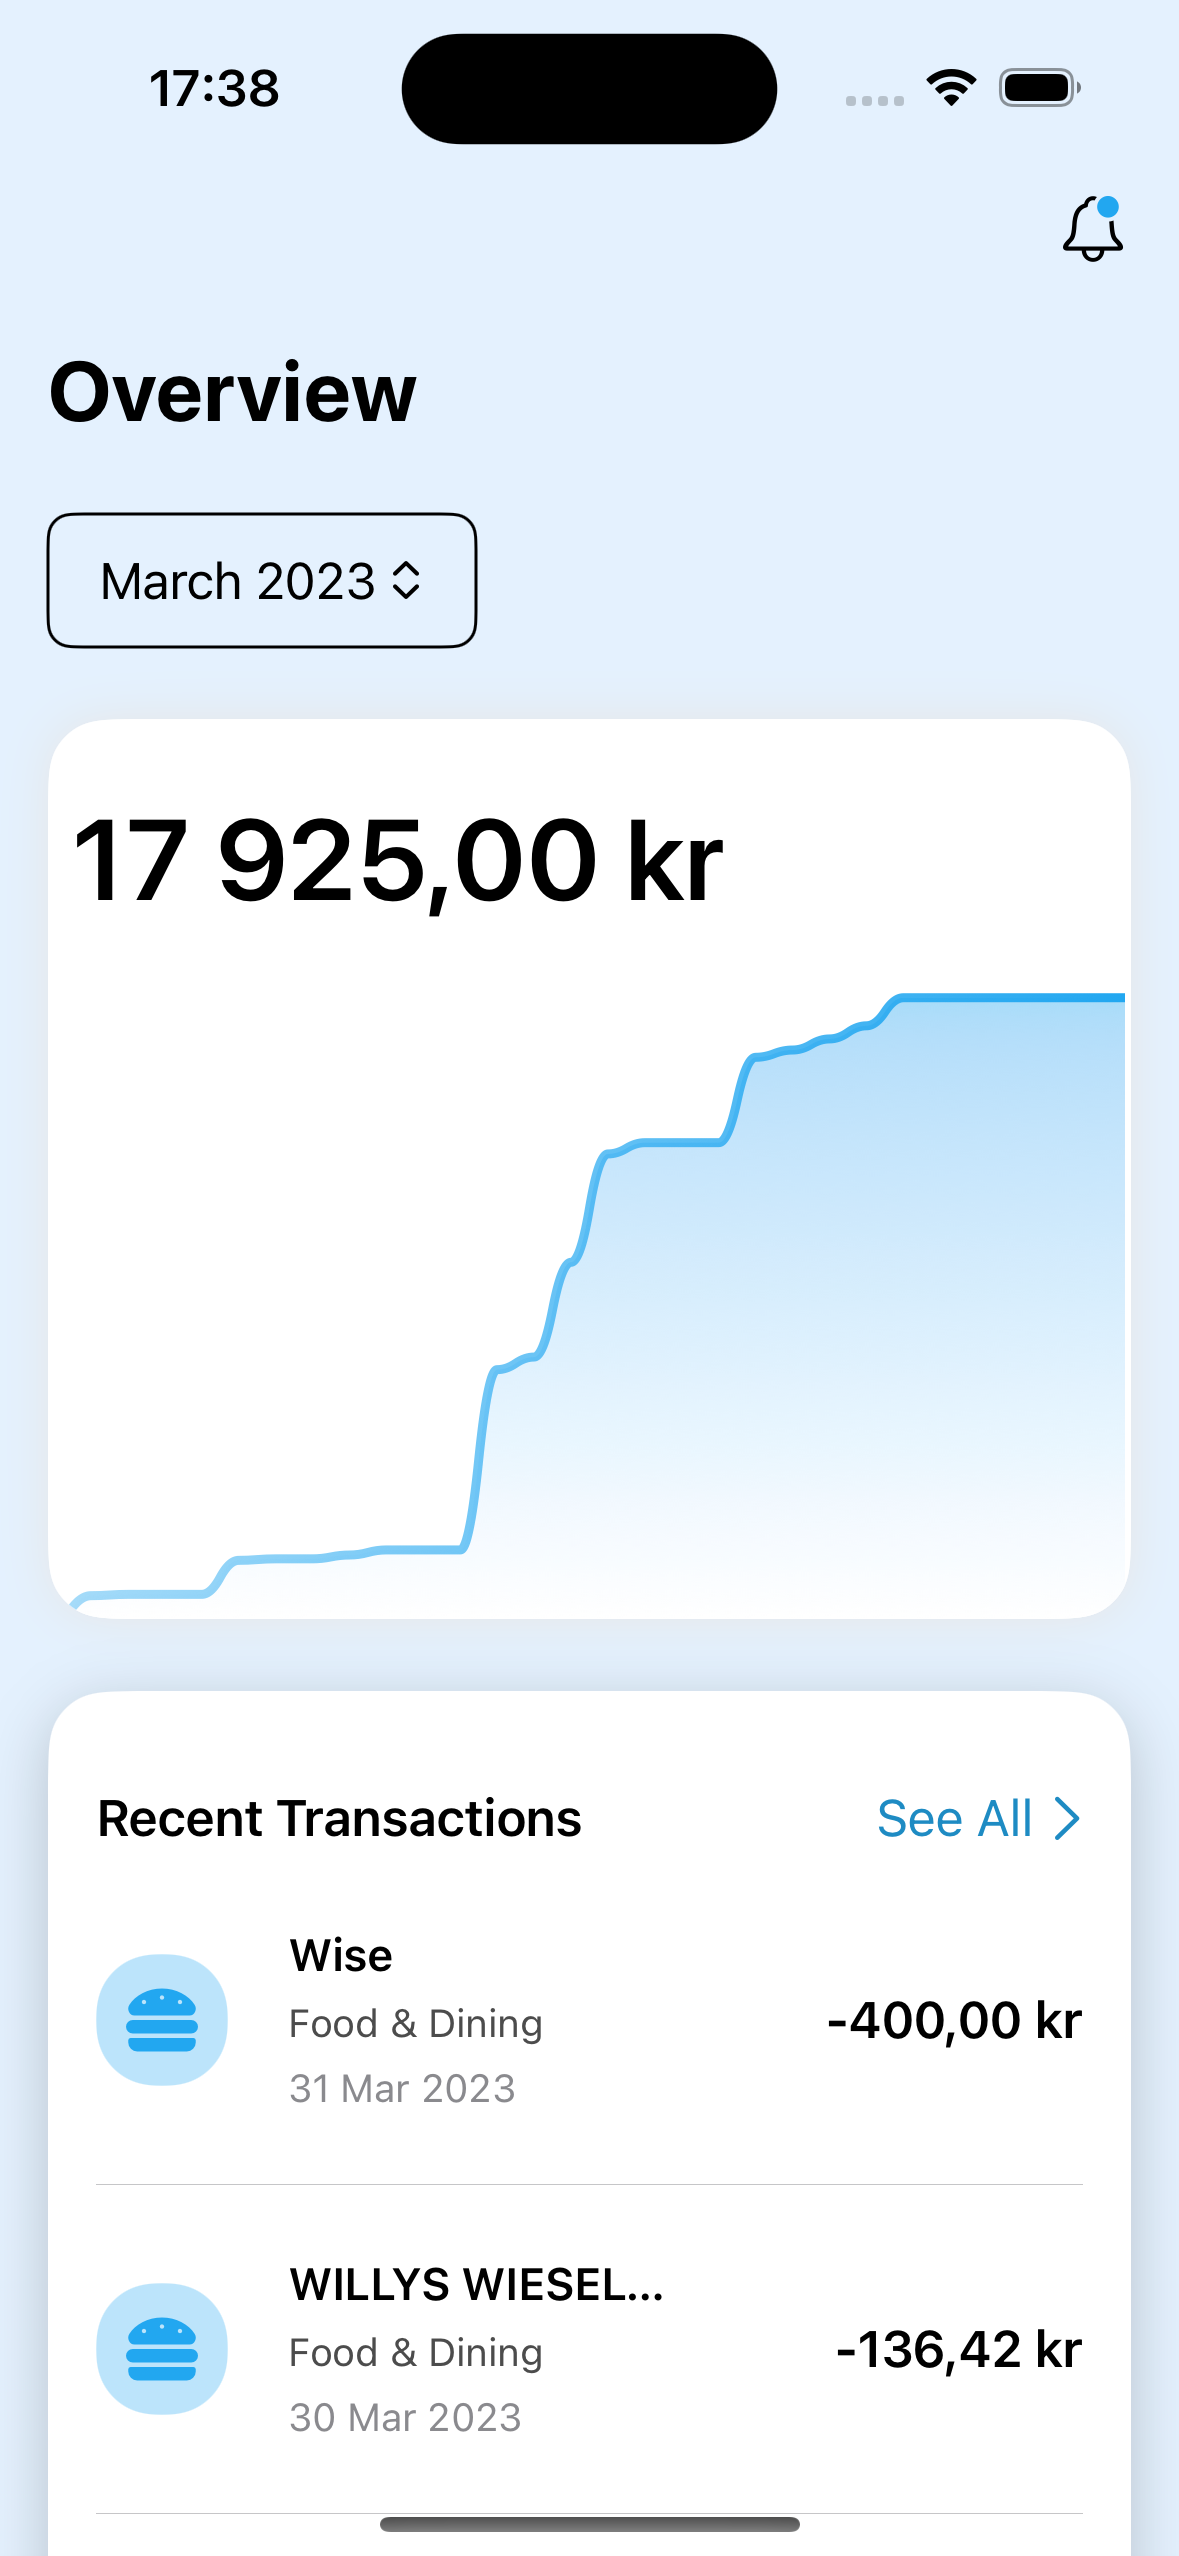 17:38
Overview
March 2023
17 925,00 kr
Recent Transactions
See All
Wise
Food & Dining
31 Mar 2023
-400,00 kr
WILLYS WIESEL...
Food & Dining
30 Mar 2023
-136,42 kr